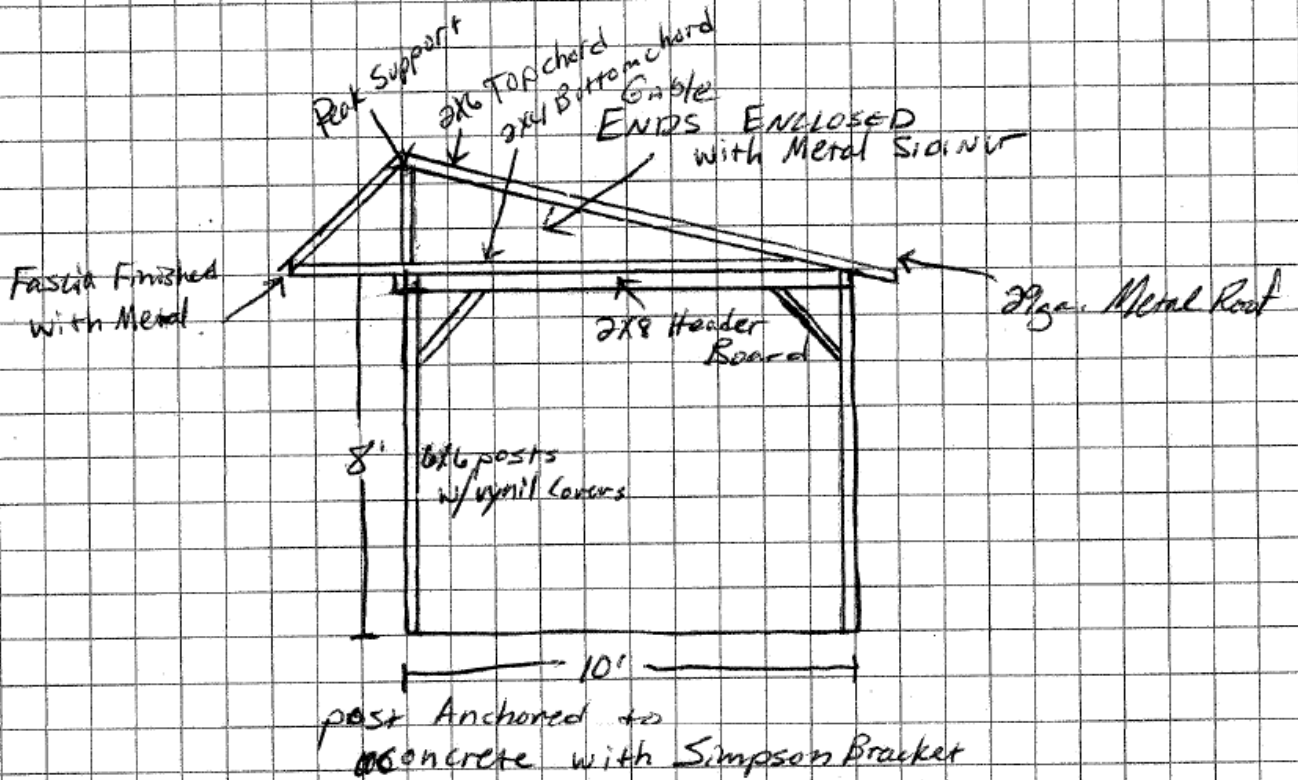 Peak Support
2x6 Top chord
2x4 Bottom chord
Gable
ENDS ENCLOSED
with Metal SIDING
Fascia Finished
with Metal
29ga. Metal Roof
2x8 Header
Board
8'
6x6 posts
w/vynil Covers
10'
post Anchored to
concrete with Simpson Bracket